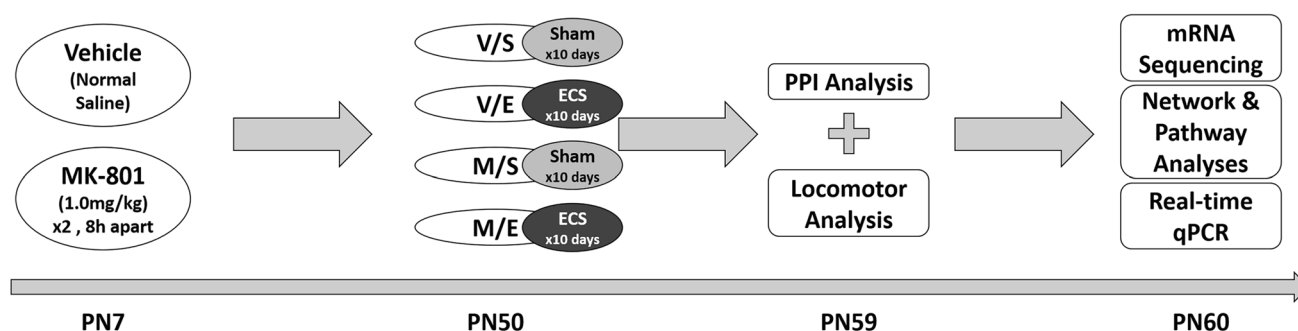 Vehicle
(Normal
Saline)
MK-801
(1.0mg/kg)
x2 , 8h apart
V/S
Sham
x10 days
V/E
ECS
x10 days
M/S
Sham
x10 days
M/E
ECS
x10 days
PPI Analysis
Locomotor
Analysis
mRNA
Sequencing
Network &
Pathway
Analyses
Real-time
qPCR
PN7
PN50
PN59
PN60